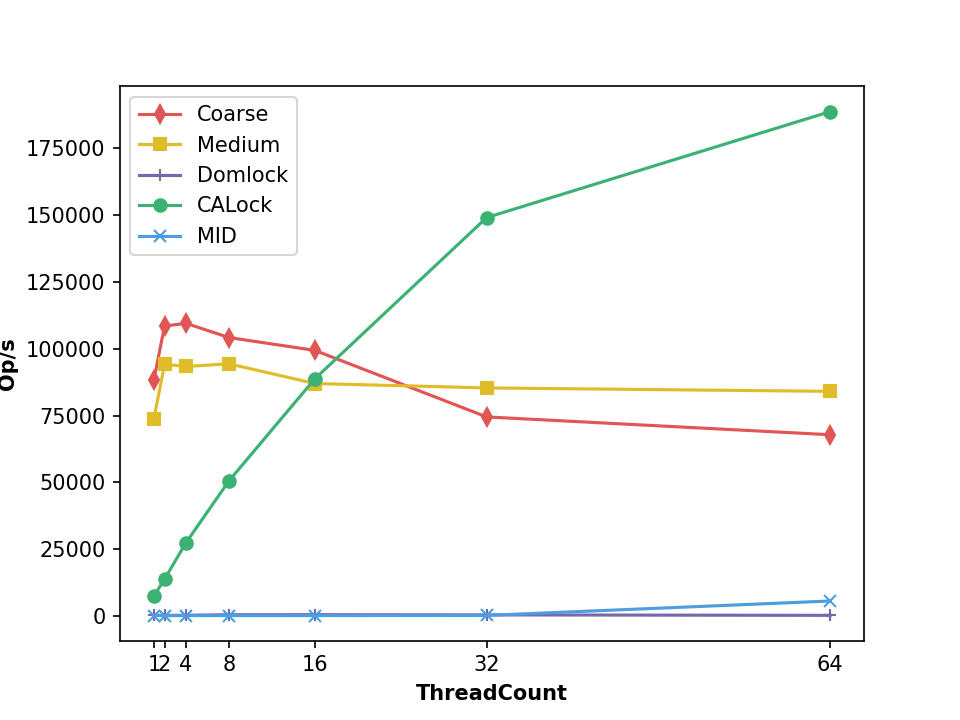 Coarse
Medium
Domlock
CALock
MID
175000
150000
125000
100000
75000
50000
25000
0
Op/s
1 2 4 8 16 32 64
ThreadCount